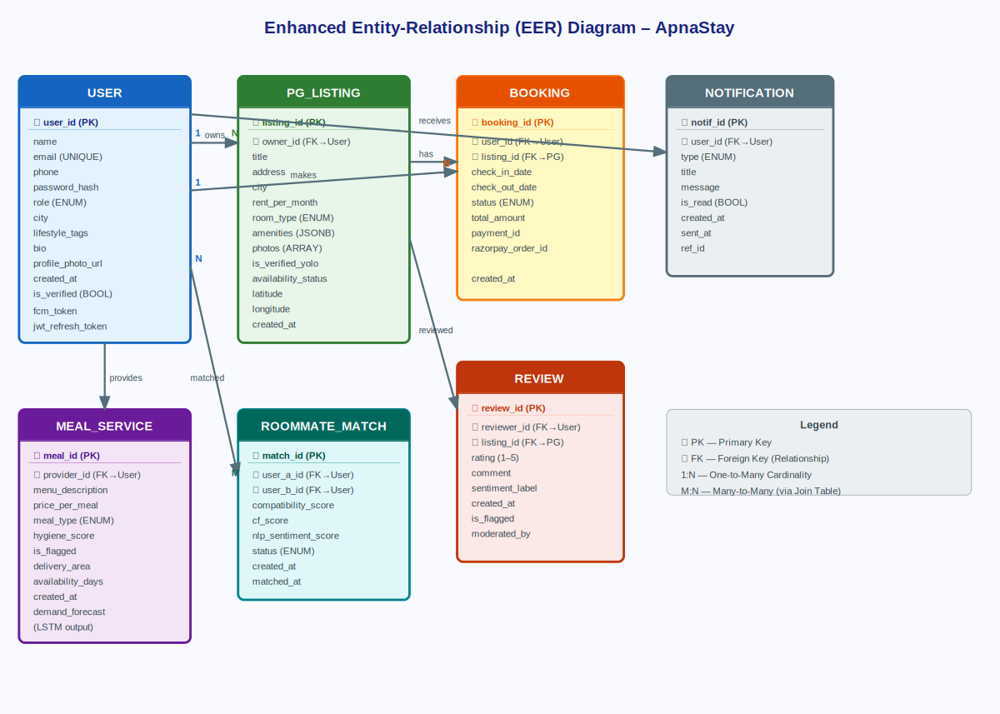 Enhanced Entity-Relationship (EER) Diagram – ApnaStay
USER
user_id (PK)
name
email (UNIQUE)
phone
password_hash
role (ENUM)
city
lifestyle_tags
bio
profile_photo_url
created_at
is_verified (BOOL)
fcm_token
jwt_refresh_token
1
owns
N
1
makes
N
PG_LISTING
listing_id (PK)
owner_id (FK→User)
title
address
city
rent_per_month
room_type (ENUM)
amenities (JSONB)
photos (ARRAY)
is_verified_yolo
availability_status
latitude
longitude
created_at
receives
has
N
reviewed
BOOKING
booking_id (PK)
user_id (FK→User)
listing_id (FK→PG)
check_in_date
check_out_date
status (ENUM)
total_amount
payment_id
razorpay_order_id
created_at
NOTIFICATION
notif_id (PK)
user_id (FK→User)
type (ENUM)
title
message
is_read (BOOL)
created_at
sent_at
ref_id
provides
matched
MEAL_SERVICE
meal_id (PK)
provider_id (FK→User)
menu_description
price_per_meal
meal_type (ENUM)
hygiene_score
is_flagged
delivery_area
availability_days
created_at
demand_forecast
(LSTM output)
M
ROOMMATE_MATCH
match_id (PK)
user_a_id (FK→User)
user_b_id (FK→User)
compatibility_score
cf_score
nlp_sentiment_score
status (ENUM)
created_at
matched_at
REVIEW
review_id (PK)
reviewer_id (FK→User)
listing_id (FK→PG)
rating (1–5)
comment
sentiment_label
created_at
is_flagged
moderated_by
Legend
PK — Primary Key
FK — Foreign Key (Relationship)
1:N — One-to-Many Cardinality
M:N — Many-to-Many (via Join Table)